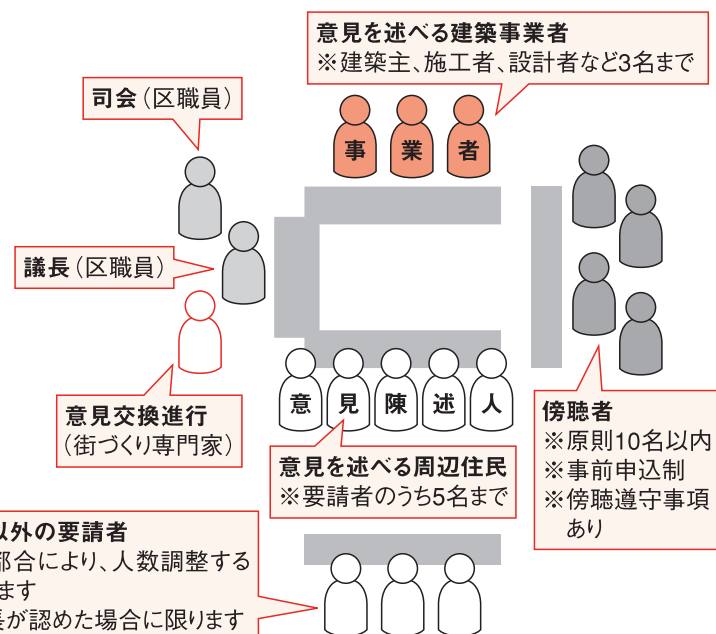 意見を述べる建築事業者
※建築主、施工者、設計者など3名まで
司会（区職員）
事業者
議長（区職員）
意見交換進行
（街づくり専門家）
意見陳述人
意見を述べる周辺住民
※要請者のうち5名まで
傍聴者
※原則10名以内
※事前申込制
※傍聴遵守事項
あり
以外の要請者
都合により、人数調整する
ます
が認めた場合に限ります